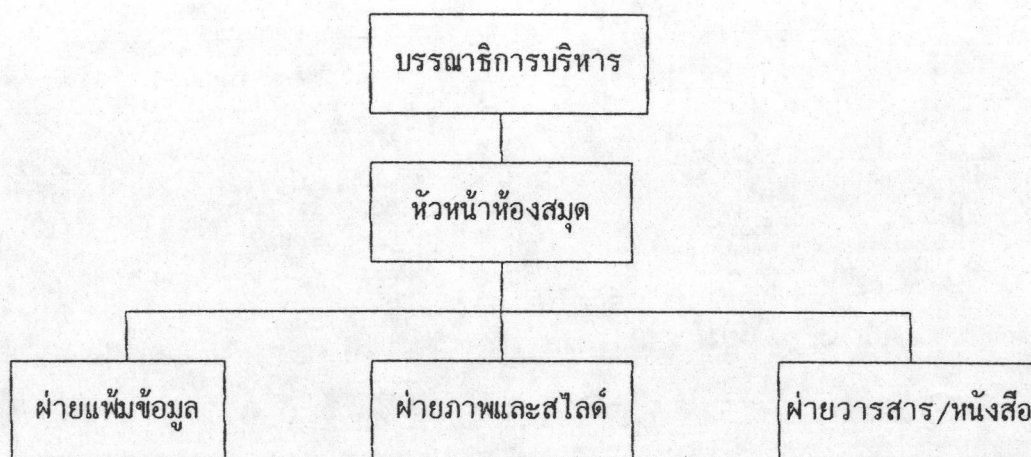 บรรณาธิการบริหาร
หัวหน้าห้องสมุด
ฝ่ายแฟ้มข้อมูล
ฝ่ายภาพและสไลด์
ฝ่ายวารสาร/หนังสือ